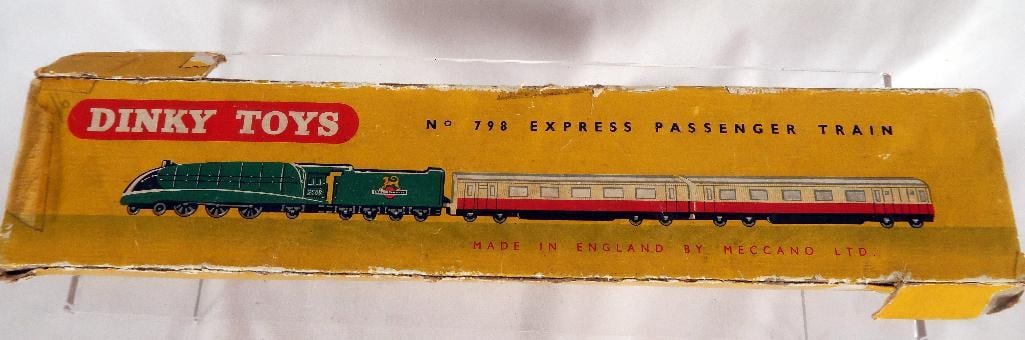 DINKY TOYS
Nº 798 EXPRESS PASSENGER TRAIN
MADE IN ENGLAND BY MECCANO LTD.